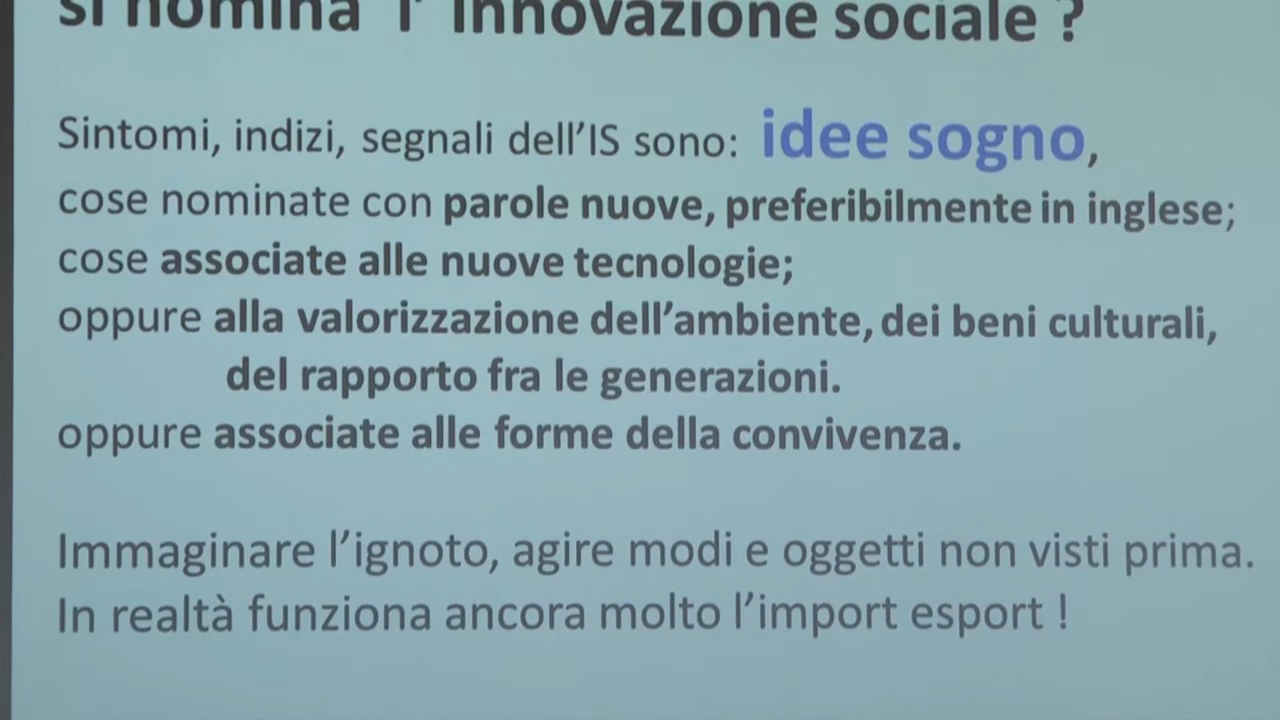 si nomina l' innovazione sociale ?
Sintomi, indizi, segnali dell'IS sono: idee sogno,
cose nominate con parole nuove, preferibilmente in inglese;
cose associate alle nuove tecnologie;
oppure alla valorizzazione dell'ambiente, dei beni culturali,
del rapporto fra le generazioni.
oppure associate alle forme della convivenza.
Immaginare l'ignoto, agire modi e oggetti non visti prima.
In realtà funziona ancora molto l'import esport !